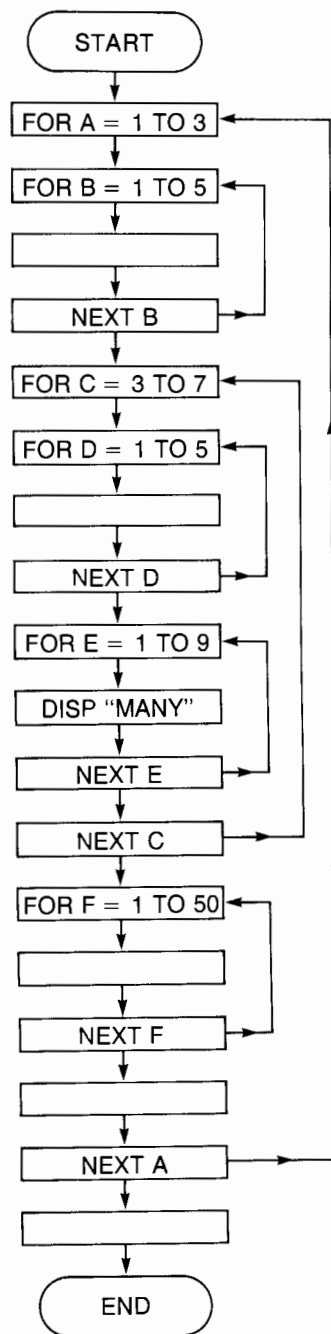 START
FOR A = 1 TO 3
FOR B = 1 TO 5
NEXT B
FOR C = 3 TO 7
FOR D = 1 TO 5
NEXT D
FOR E = 1 TO 9
DISP “MANY”
NEXT E
NEXT C
FOR F = 1 TO 50
NEXT F
NEXT A
END